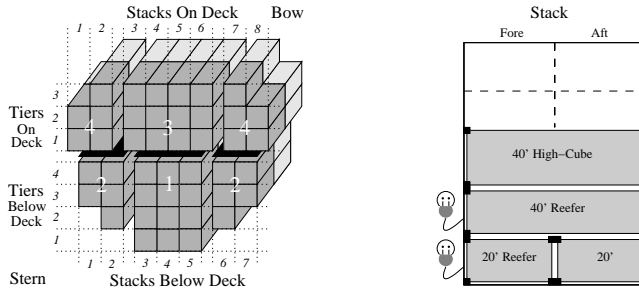 Stacks On Deck
Bow
1 2 3 4 5 6 7 8
3
2
1
Tiers
On
Deck
4 3 4
2 1 2
4
3
2
1
Tiers
Below
Deck
1 2 3 4 5 6 7
Stern
Stacks Below Deck
Stack
Fore Aft
40' High–Cube
40' Reefer
20' Reefer 20'